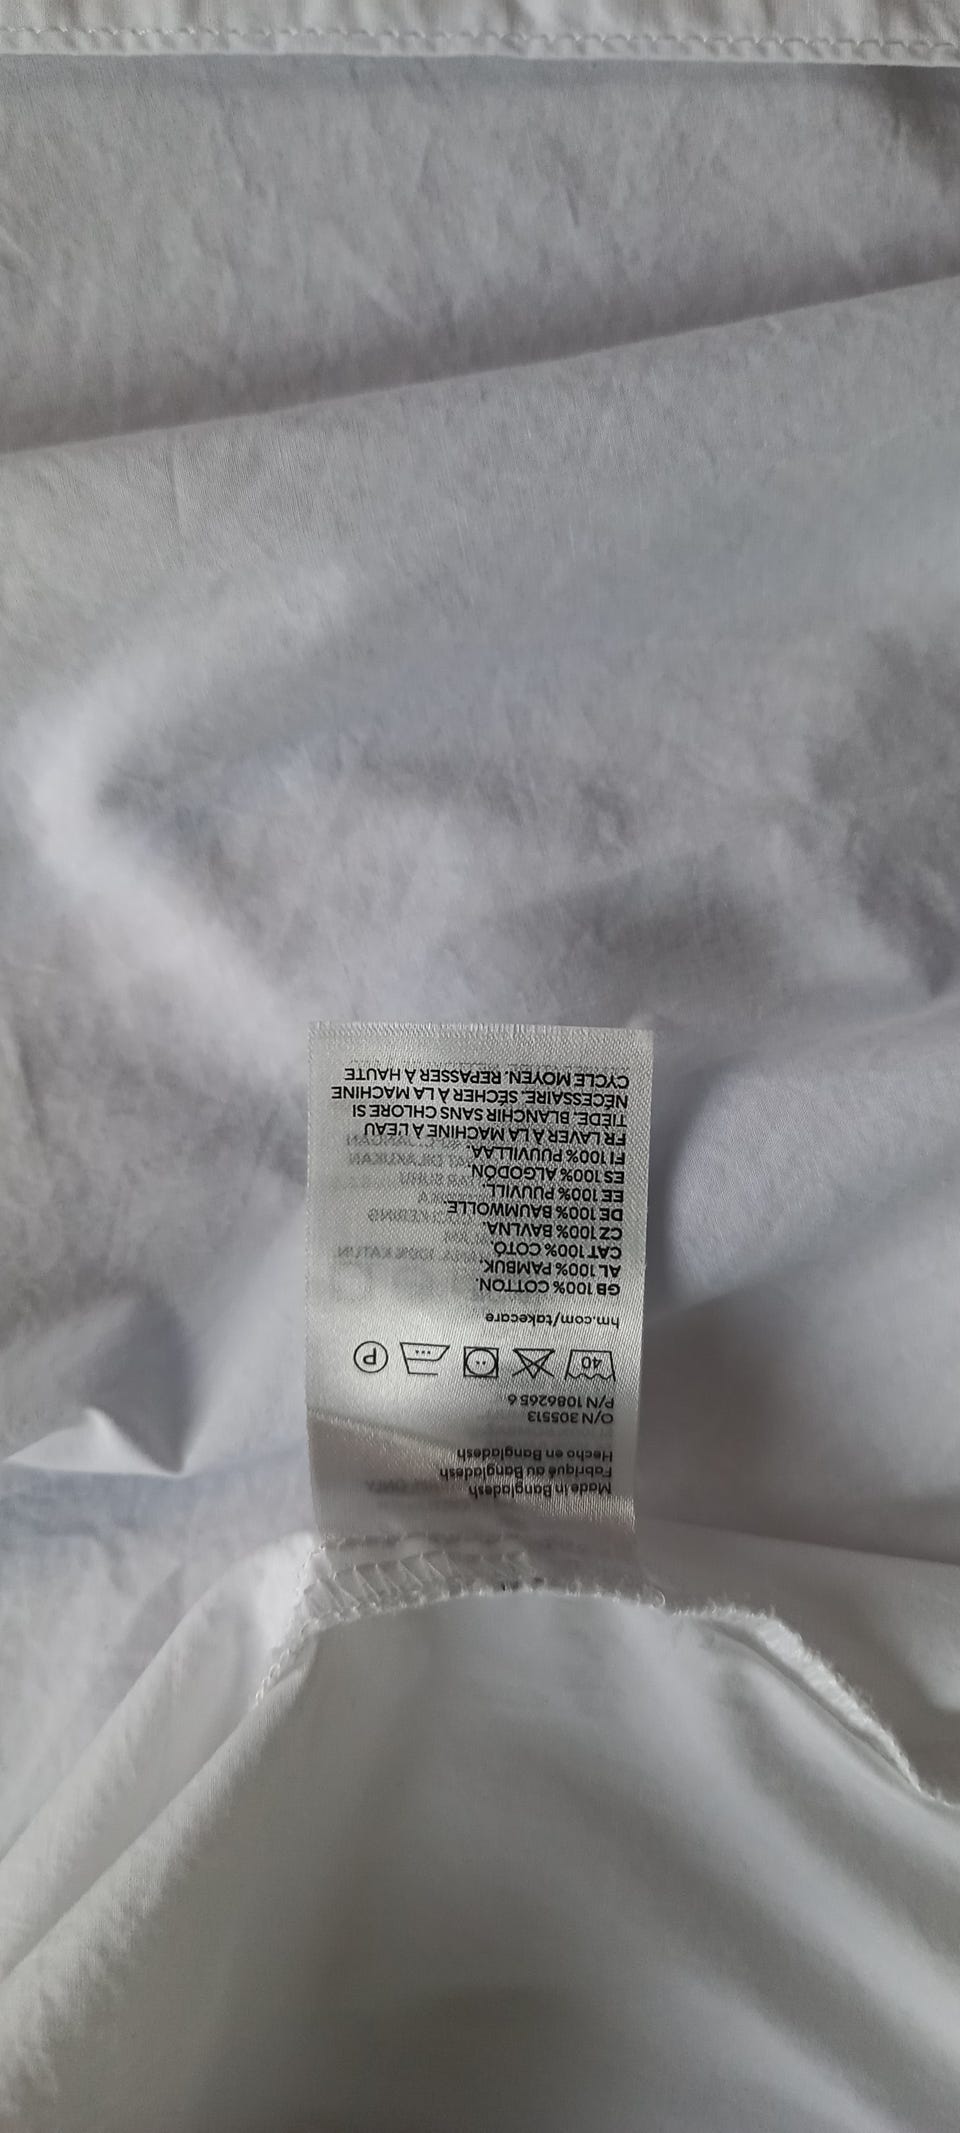 Made in Bangladesh
Fabriqué au Bangladesh
Hecho en Bangladesh
O/N 305513
P/N 1086265 6
40
P
hm.com/takecare
GB 100% COTTON.
AL 100% PAMBUK.
CAT 100% COTÓ.
CZ 100% BAVLNA.
DE 100% BAUMWOLLE.
EE 100% PUUVILL.
ES 100% ALGODÓN.
FI 100% PUUVILLAA.
FR LAVER À LA MACHINE À L'EAU
TIÈDE. BLANCHIR SANS CHLORE SI
NÉCESSAIRE. SÉCHER À LA MACHINE
CYCLE MOYEN. REPASSER À HAUTE